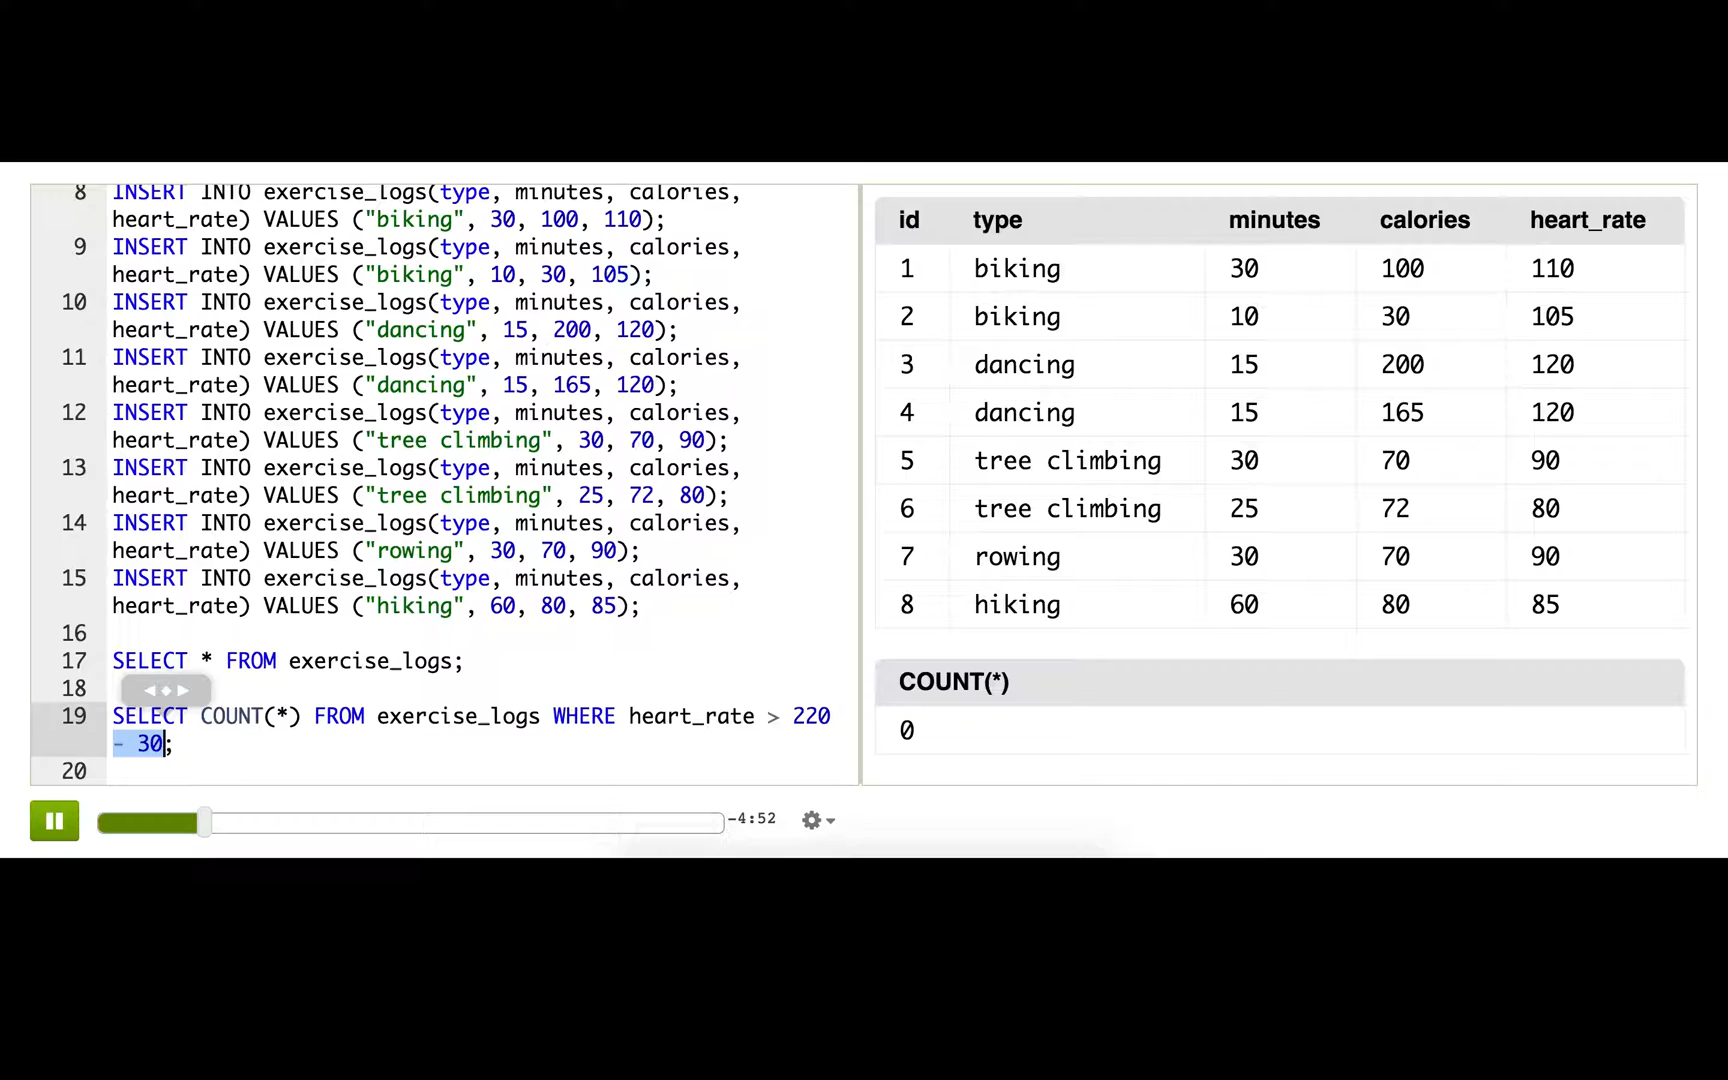 8 INSERT INTO exercise_logs(type, minutes, calories,
heart_rate) VALUES ("biking", 30, 100, 110);
9 INSERT INTO exercise_logs(type, minutes, calories,
heart_rate) VALUES ("biking", 10, 30, 105);
10 INSERT INTO exercise_logs(type, minutes, calories,
heart_rate) VALUES ("dancing", 15, 200, 120);
11 INSERT INTO exercise_logs(type, minutes, calories,
heart_rate) VALUES ("dancing", 15, 165, 120);
12 INSERT INTO exercise_logs(type, minutes, calories,
heart_rate) VALUES ("tree climbing", 30, 70, 90);
13 INSERT INTO exercise_logs(type, minutes, calories,
heart_rate) VALUES ("tree climbing", 25, 72, 80);
14 INSERT INTO exercise_logs(type, minutes, calories,
heart_rate) VALUES ("rowing", 30, 70, 90);
15 INSERT INTO exercise_logs(type, minutes, calories,
heart_rate) VALUES ("hiking", 60, 80, 85);
16
17 SELECT * FROM exercise_logs;
18
19 SELECT COUNT(*) FROM exercise_logs WHERE heart_rate > 220
- 30;
20
id type minutes calories heart_rate
1 biking 30 100 110
2 biking 10 30 105
3 dancing 15 200 120
4 dancing 15 165 120
5 tree climbing 30 70 90
6 tree climbing 25 72 80
7 rowing 30 70 90
8 hiking 60 80 85
COUNT(*)
0
-4:52